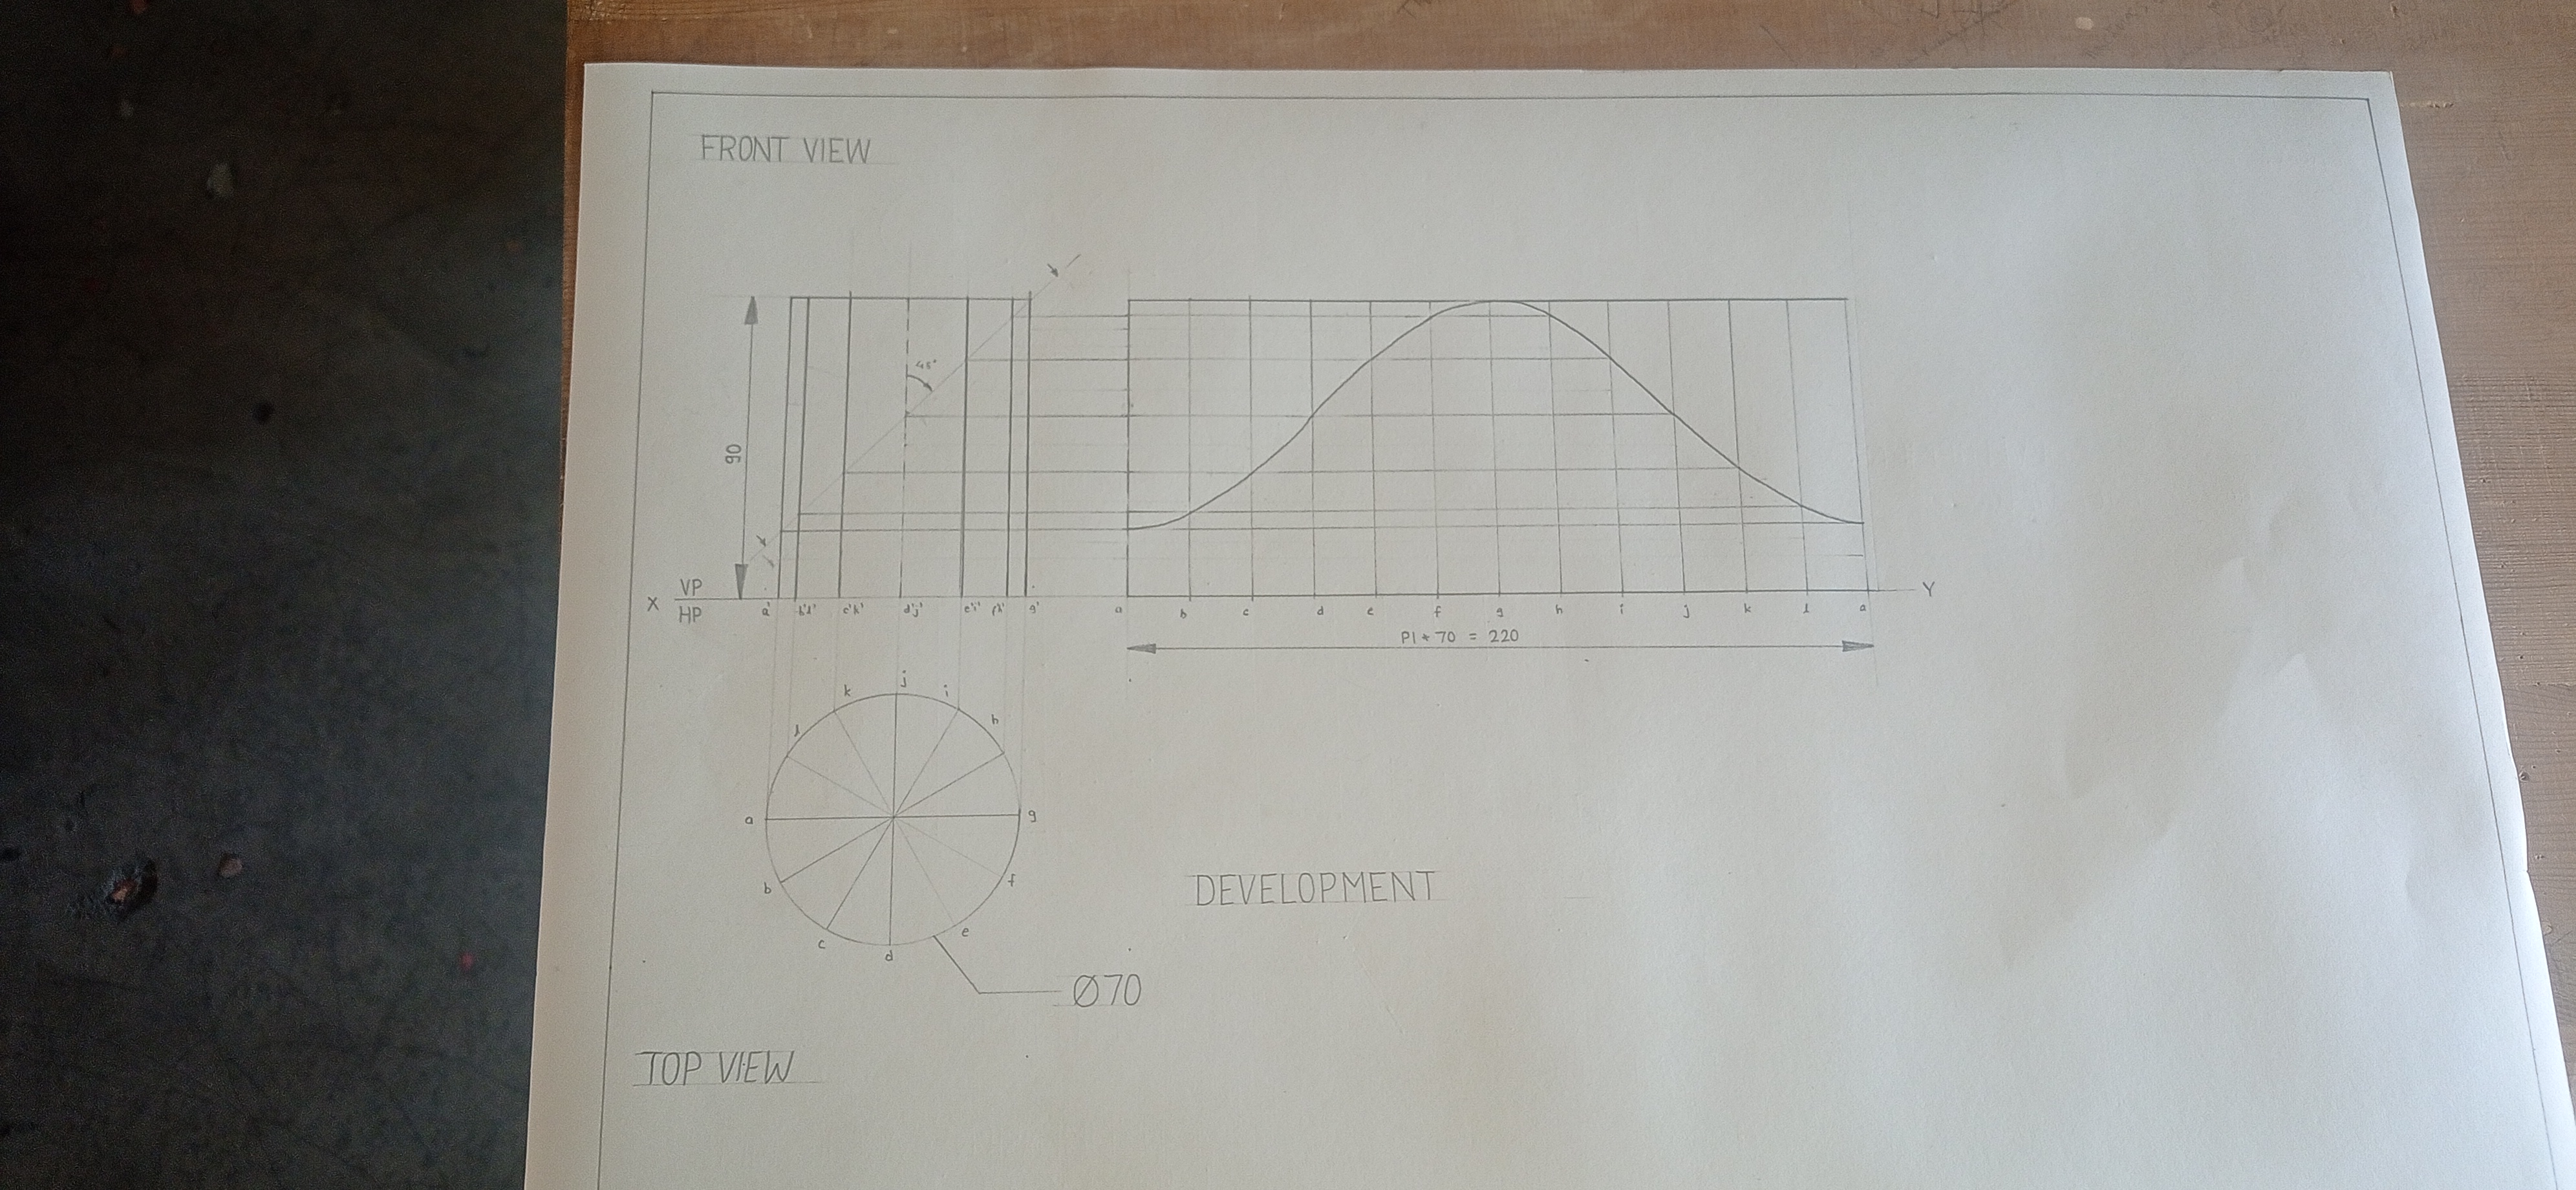 FRONT VIEW
45°
90
X
VP
HP
a' b'l' c'k' d'j' e'i' f'h' g'
a b c d e f g h i j k l a
Y
PI * 70 = 220
k j i
l h
a g
b f
c d e
DEVELOPMENT
Ø70
TOP VIEW